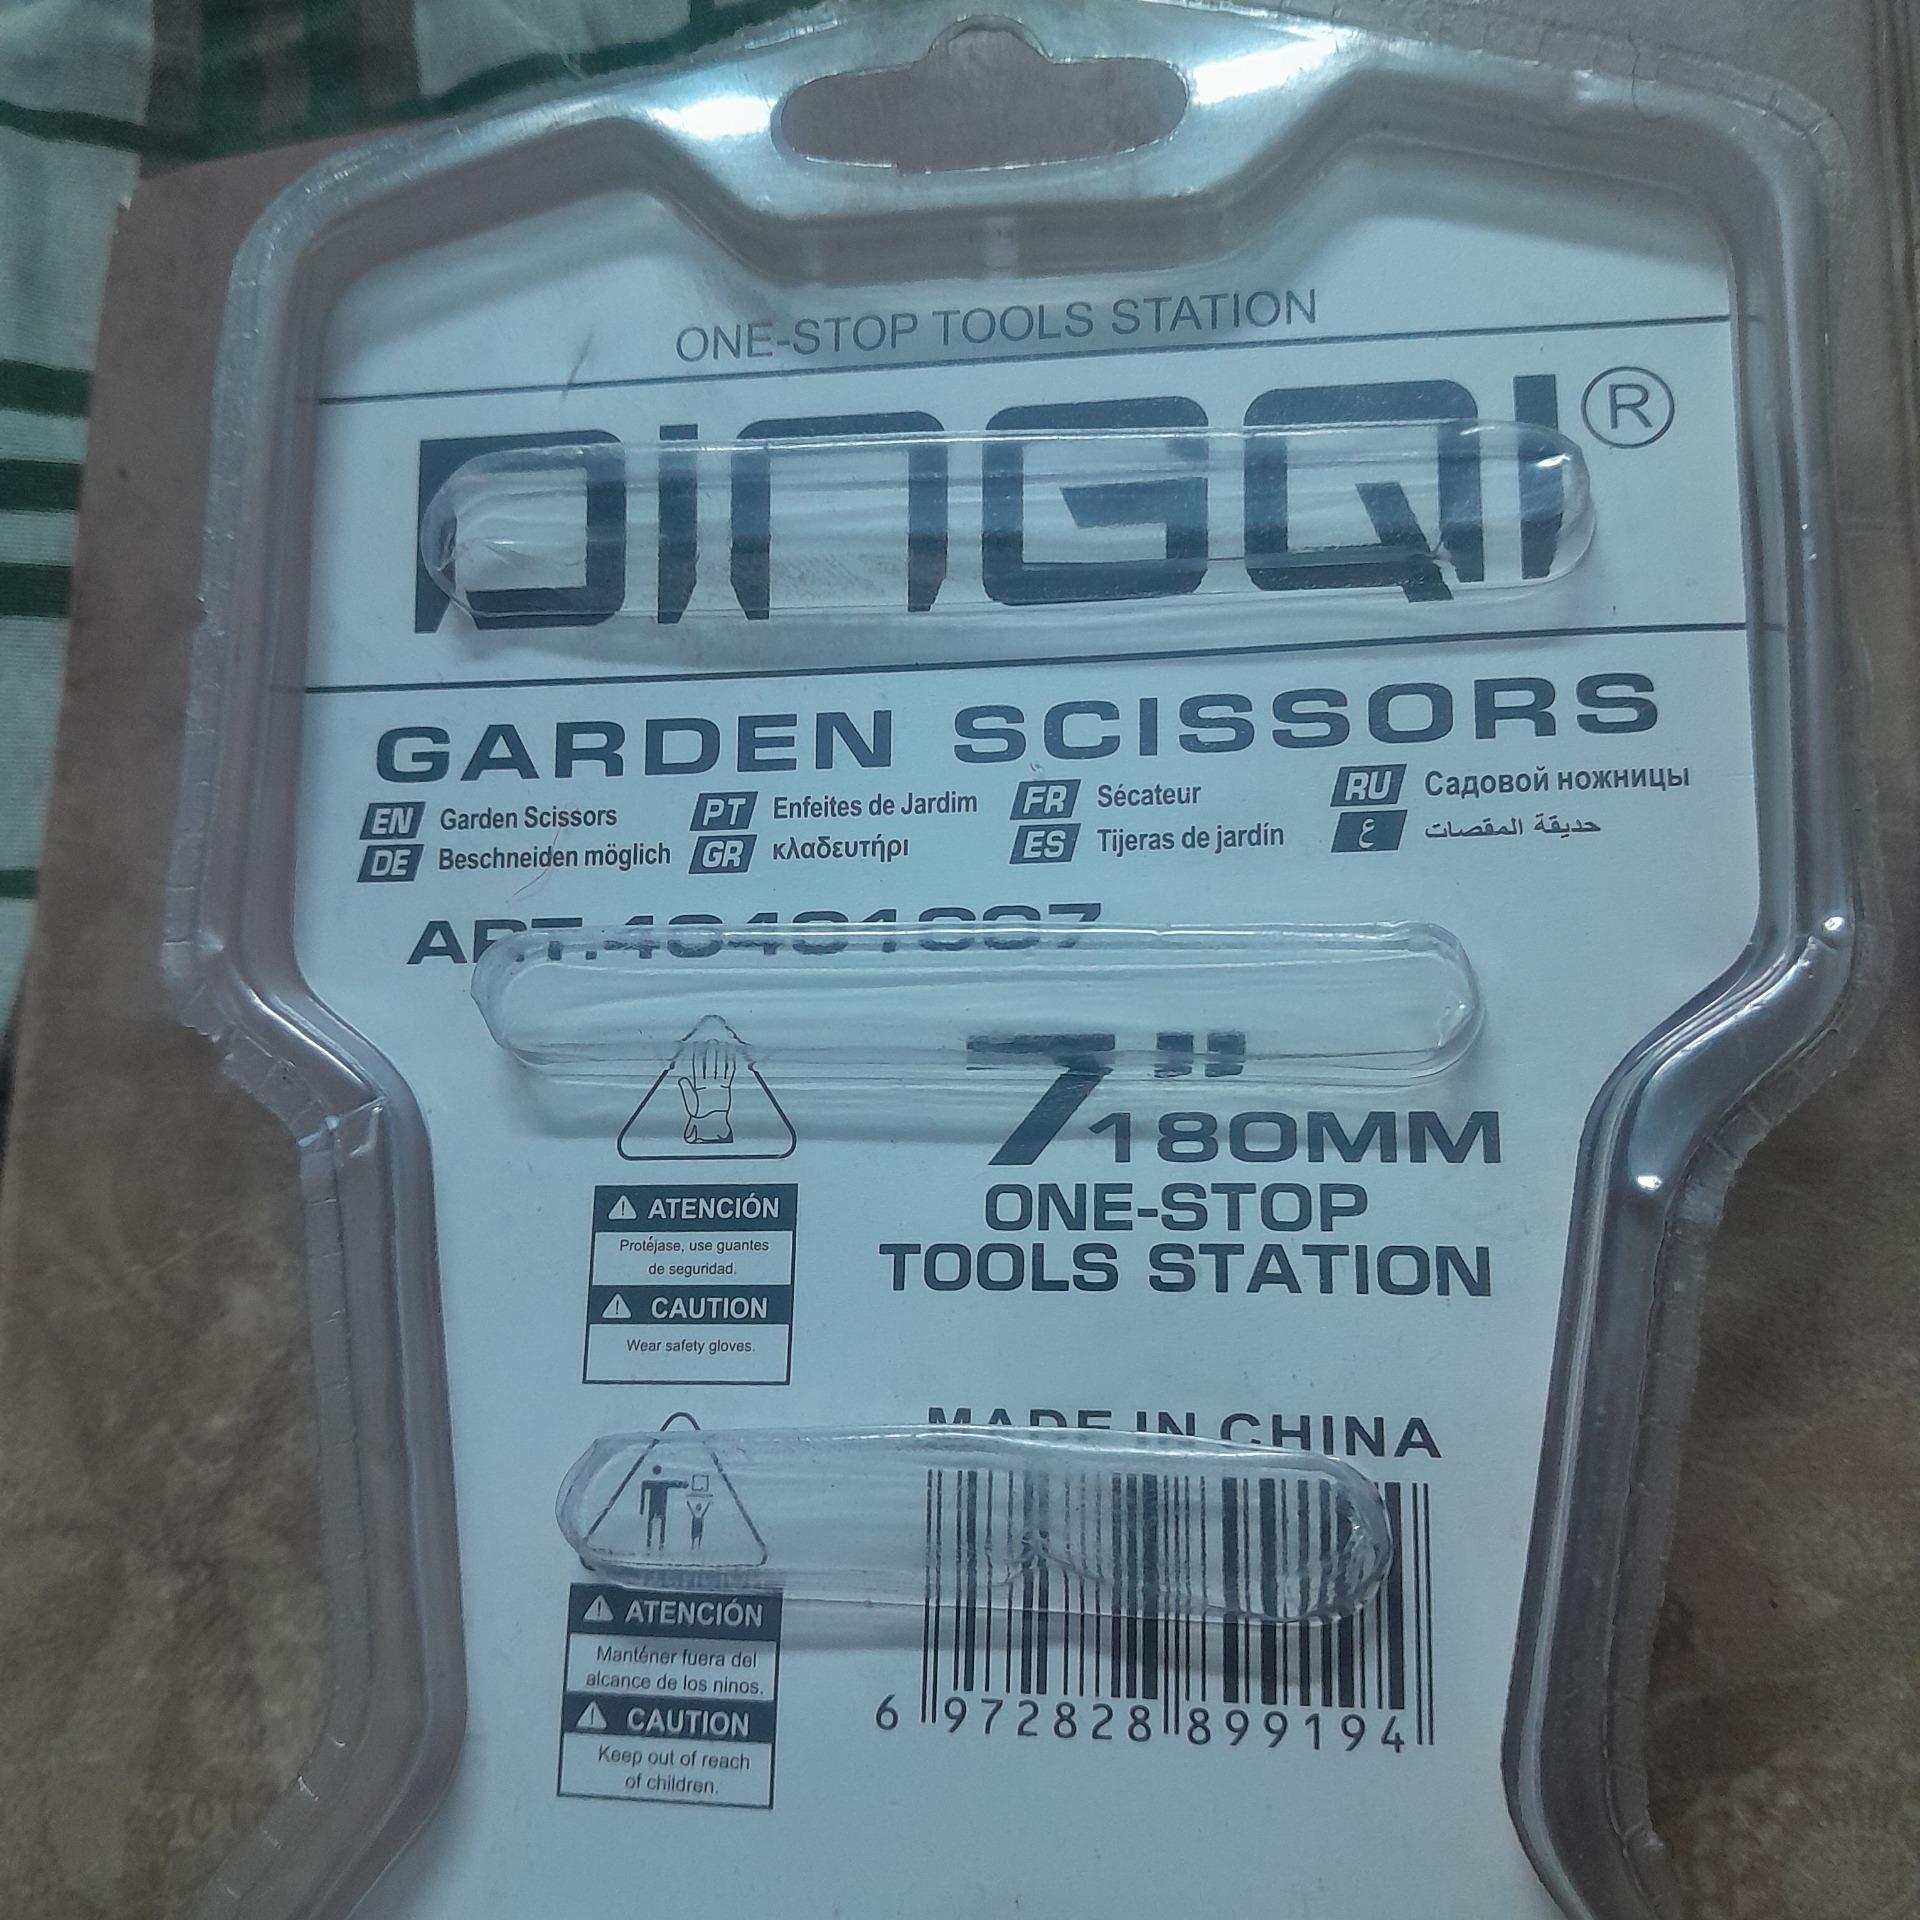 ONE-STOP TOOLS STATION
DINGQI®
GARDEN SCISSORS
EN Garden Scissors PT Enfeites de Jardim FR Sécateur RU Садовой ножницы
DE Beschneiden möglich GR κλαδευτήρι ES Tijeras de jardín ع حديقة المقصات
ART.
7" 180MM
ONE-STOP
TOOLS STATION
ATENCIÓN
Protéjase, use guantes
de seguridad.
CAUTION
Wear safety gloves.
MADE IN CHINA
ATENCIÓN
Manténer fuera del
alcance de los ninos.
CAUTION
Keep out of reach
of children.
6 972828 899194